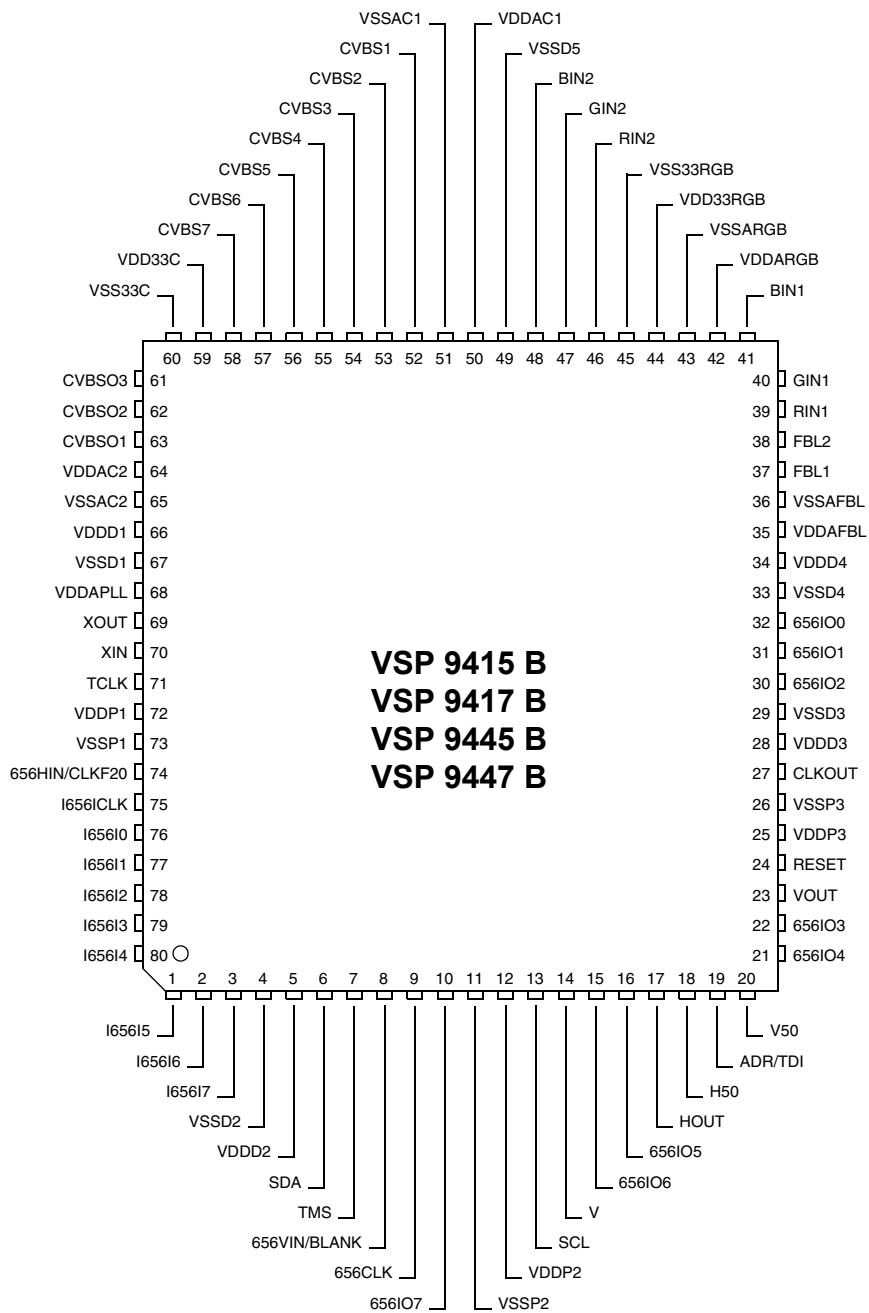 VSSAC1 VDDAC1
CVBS1 VSSD5
CVBS2 BIN2
CVBS3 GIN2
CVBS4 RIN2
CVBS5 VSS33RGB
CVBS6 VDD33RGB
CVBS7 VSSARGB
VDD33C VDDARGB
VSS33C BIN1
60 59 58 57 56 55 54 53 52 51 50 49 48 47 46 45 44 43 42 41
CVBSO3 61 40 GIN1
CVBSO2 62 39 RIN1
CVBSO1 63 38 FBL2
VDDAC2 64 37 FBL1
VSSAC2 65 36 VSSAFBL
VDDD1 66 35 VDDAFBL
VSSD1 67 34 VDDD4
VDDAPLL 68 33 VSSD4
XOUT 69 32 656IO0
XIN 70 31 656IO1
TCLK 71 30 656IO2
VDDP1 72 29 VSSD3
VSSP1 73 28 VDDD3
656HIN/CLKF20 74 27 CLKOUT
I656ICLK 75 26 VSSP3
I656I0 76 25 VDDP3
I656I1 77 24 RESET
I656I2 78 23 VOUT
I656I3 79 22 656IO3
I656I4 80 21 656IO4
VSP 9415 B
VSP 9417 B
VSP 9445 B
VSP 9447 B
1 2 3 4 5 6 7 8 9 10 11 12 13 14 15 16 17 18 19 20
I656I5 V50
I656I6 ADR/TDI
I656I7 H50
VSSD2 HOUT
VDDD2 656IO5
SDA 656IO6
TMS V
656VIN/BLANK SCL
656CLK VDDP2
656IO7 VSSP2